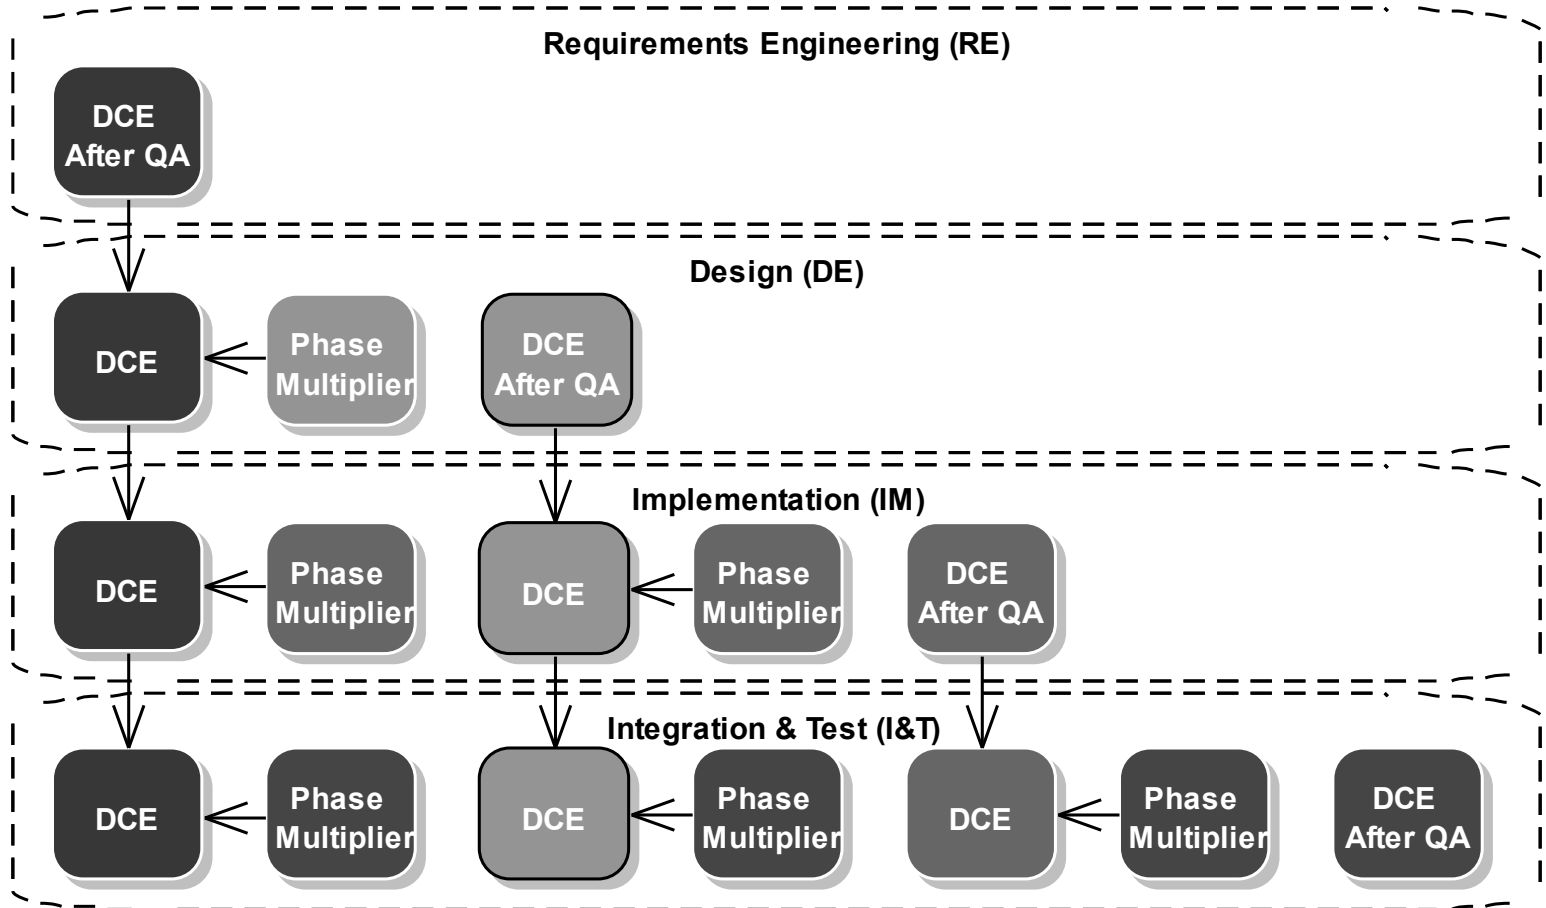 Requirements Engineering (RE)
DCE
After QA
Design (DE)
DCE
Phase
Multiplier
DCE
After QA
Implementation (IM)
DCE
Phase
Multiplier
DCE
Phase
Multiplier
DCE
After QA
Integration & Test (I&T)
DCE
Phase
Multiplier
DCE
Phase
Multiplier
DCE
Phase
Multiplier
DCE
After QA